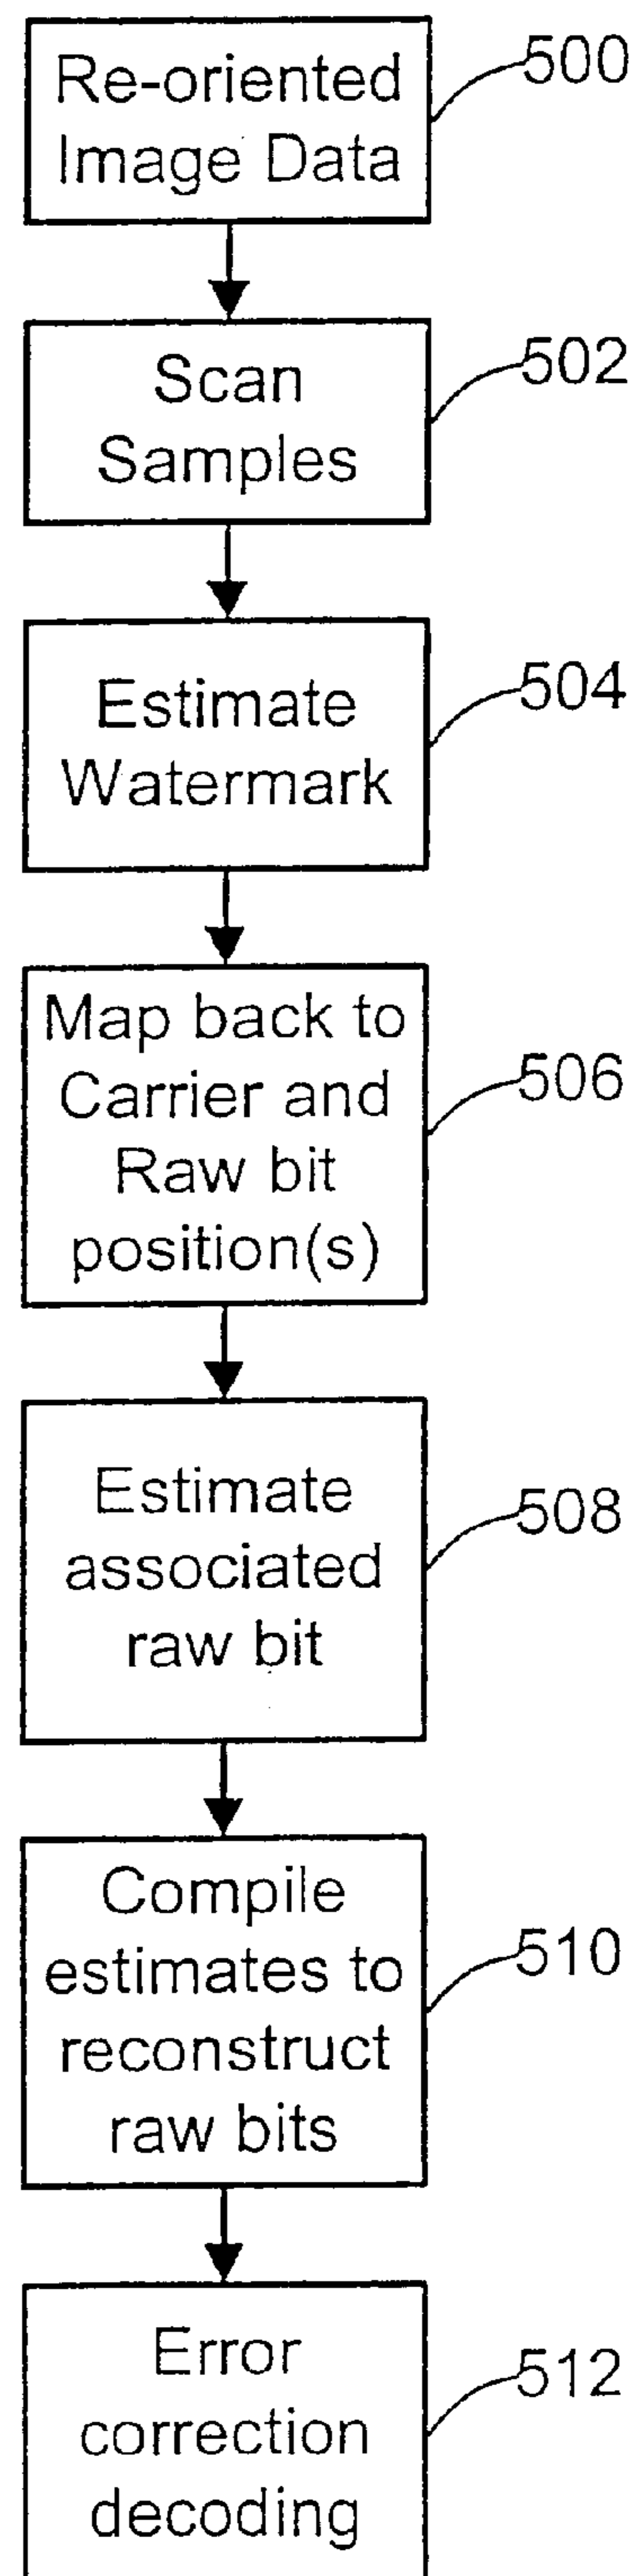 Re-oriented
Image Data
500
Scan
Samples
502
Estimate
Watermark
504
Map back to
Carrier and
Raw bit
position(s)
506
Estimate
associated
raw bit
508
Compile
estimates to
reconstruct
raw bits
510
Error
correction
decoding
512